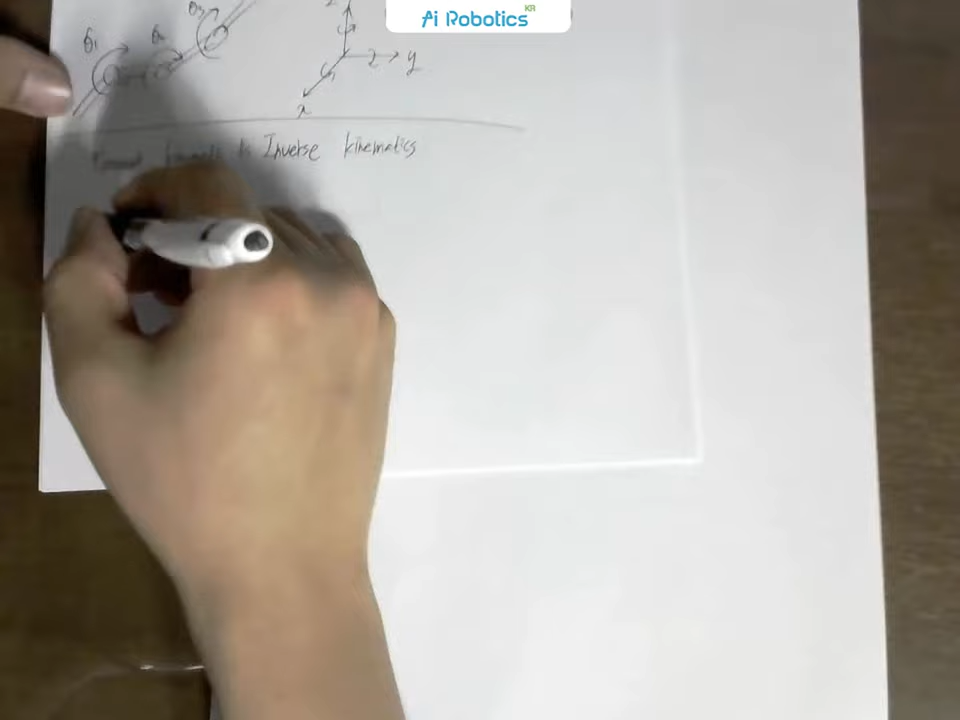 Ai Robotics KR
θ1 θ2 θ3
z
y
x
Inverse kinematics